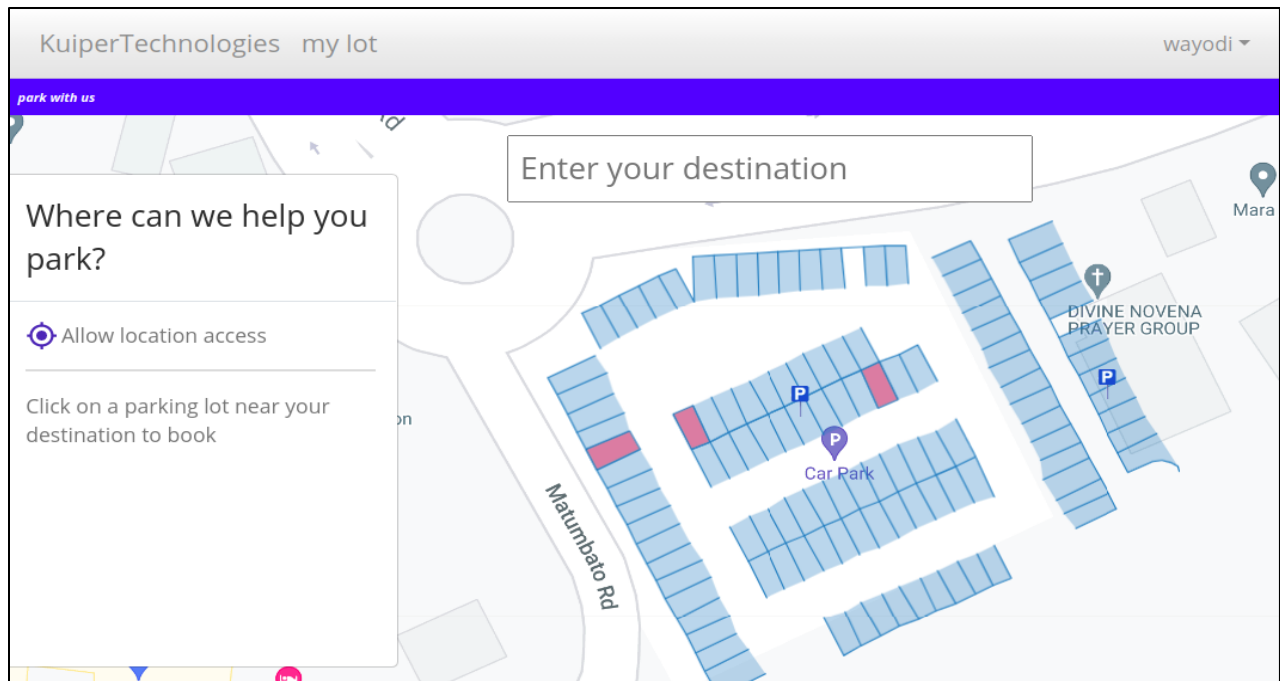 KuiperTechnologies my lot
wayodi
park with us
Rd
Enter your destination
Mara
Where can we help you
park?
DIVINE NOVENA
PRAYER GROUP
Allow location access
P
P
Click on a parking lot near your
destination to book
on
P
Car Park
Matumbato Rd